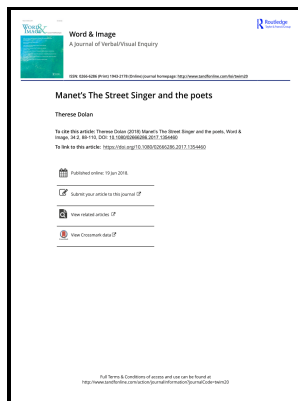 WORD &
IMAGE
Routledge
Word & Image
A Journal of Verbal/Visual Enquiry
ISSN: 0266-6286 (Print) 1943-2178 (Online) Journal homepage: http://www.tandfonline.com/loi/twim20
Manet's The Street Singer and the poets
Therese Dolan
To cite this article: Therese Dolan (2018) Manet's The Street Singer and the poets, Word &
Image, 34:2, 88-110, DOI: 10.1080/02666286.2017.1354460
To link to this article: https://doi.org/10.1080/02666286.2017.1354460
Published online: 19 Jun 2018.
Submit your article to this journal
View related articles
View Crossmark data
Full Terms & Conditions of access and use can be found at
http://www.tandfonline.com/action/journalInformation?journalCode=twim20